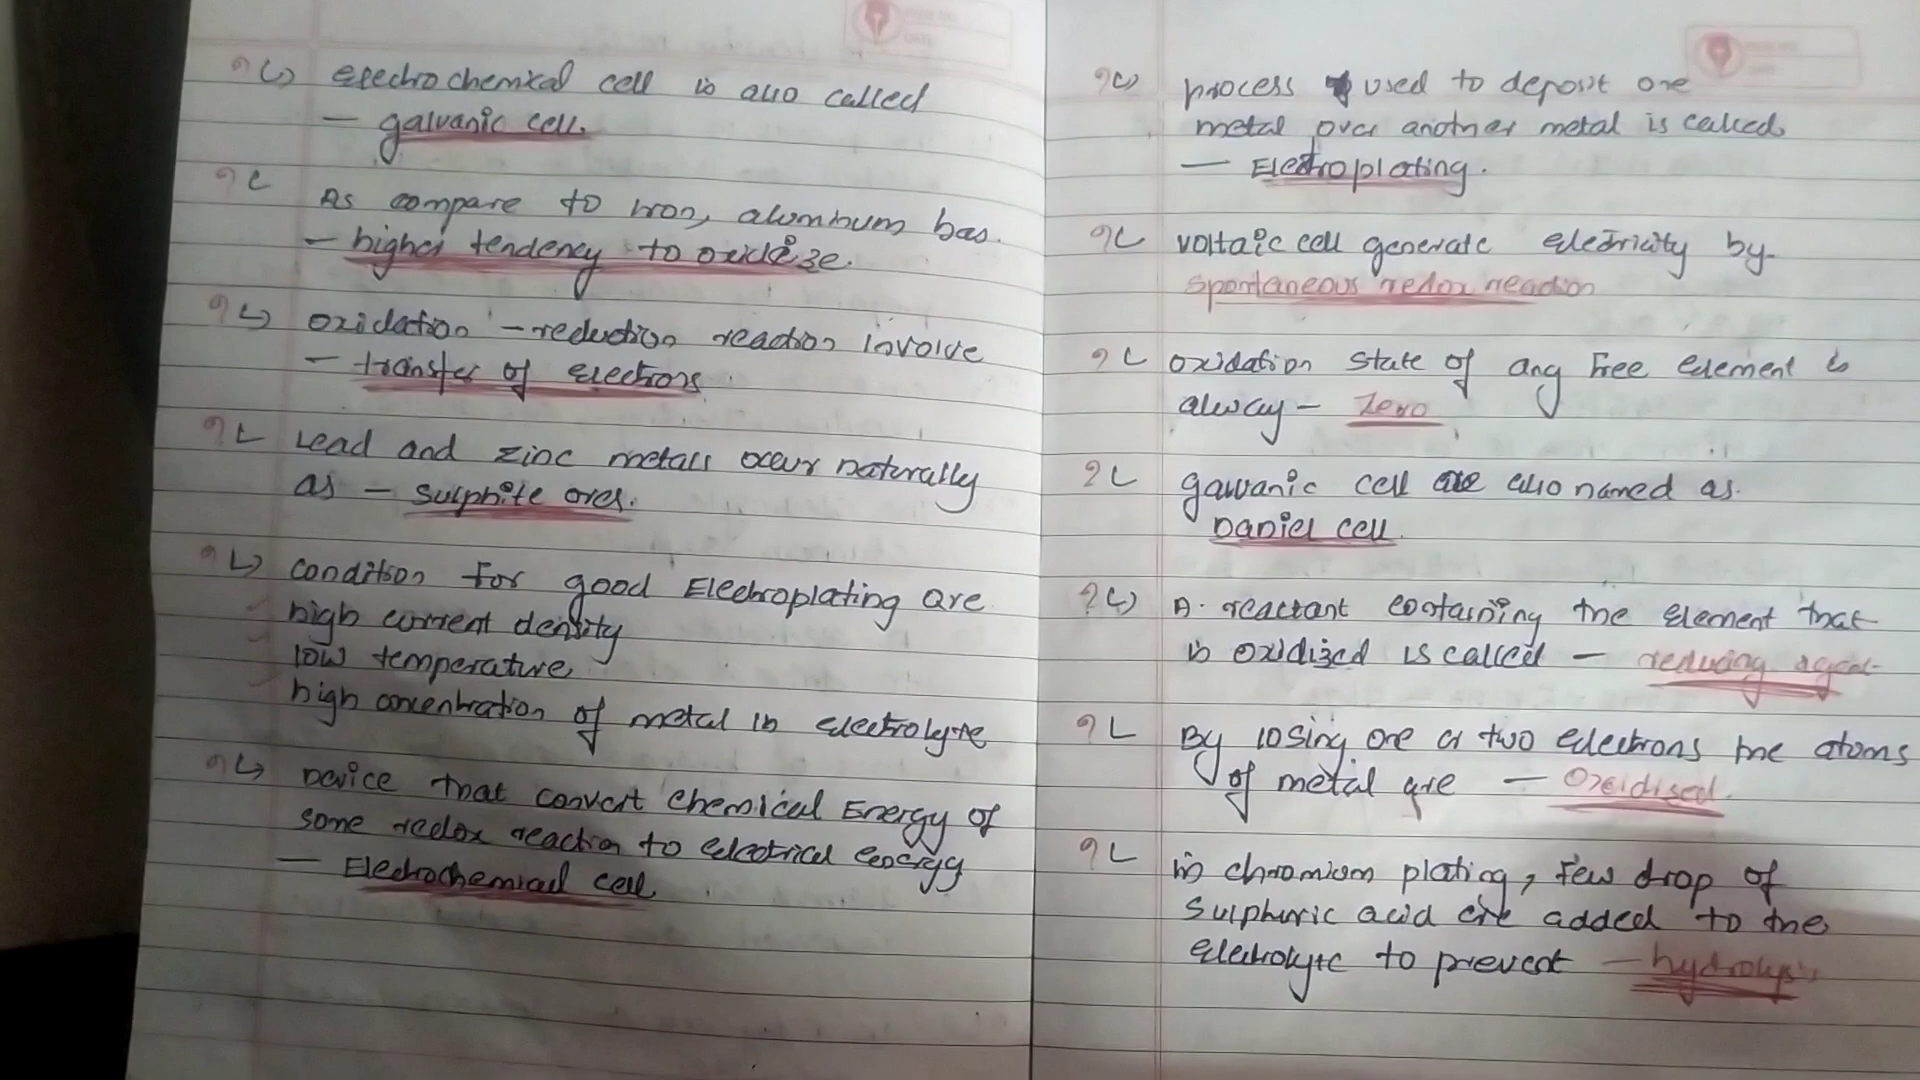 electrochemical cell is also called
— galvanic cell.
As compare to iron, aluminum has.
— higher tendency to oxidize.
oxidation - reduction reaction involve
— transfer of electrons.
Lead and zinc metals occur naturally
as — sulphite ores.
condition for good Electroplating are
high current density
low temperature
high concentration of metal in electrolyte
Device that convert chemical Energy of
some redox reaction to electrical energy
— Electrochemical cell.
process used to deposit one
metal over another metal is called
— Electroplating.
voltaic cell generate electricity by-
spontaneous redox reaction
oxidation state of any Free element is
alway — Zero
galvanic cell are also named as.
Daniel cell.
A. reactant containing the element that
is oxidized is called — reducing agent
By losing one or two electrons the atoms
of metal are — Oxidised.
in chromium plating, few drop of
sulphuric acid are added to the
electrolyte to prevent — hydrolysis